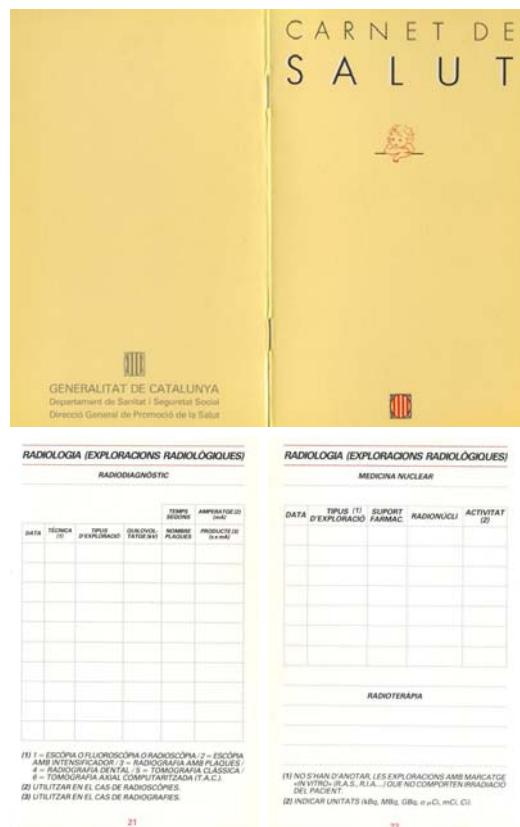 CARNET DE
SALUT
GENERALITAT DE CATALUNYA
Departament de Sanitat i Seguretat Social
Direcció General de Promoció de la Salut
RADIOLOGIA (EXPLORACIONS RADIOLÒGIQUES)
RADIODIAGNÒSTIC
TEMPS SEGONS
AMPERATGE (2) (mA)
DATA
TÈCNICA (1)
TIPUS D'EXPLORACIÓ
QUILOVOL-TATGE (kV)
NOMBRE PLAQUES
PRODUCTE (3) (s x mA)
(1) 1 = ESCÒPIA O FLUOROSCÒPIA O RADIOSCÒPIA / 2 = ESCÒPIA
AMB INTENSIFICADOR / 3 = RADIOGRAFIA AMB PLAQUES /
4 = RADIOGRAFIA DENTAL / 5 = TOMOGRAFIA CLÀSSICA /
6 = TOMOGRAFIA AXIAL COMPUTARITZADA (T.A.C.).
(2) UTILITZAR EN EL CAS DE RADIOSCÒPIES.
(3) UTILITZAR EN EL CAS DE RADIOGRAFIES.
21
RADIOLOGIA (EXPLORACIONS RADIOLÒGIQUES)
MEDICINA NUCLEAR
DATA
TIPUS (1) D'EXPLORACIÓ
SUPORT FARMAC.
RADIONÚCLI
ACTIVITAT (2)
RADIOTERÀPIA
(1) NO S'HAN D'ANOTAR, LES EXPLORACIONS AMB MARCATGE
«IN VITRO» (R.A.S., R.I.A....) QUE NO COMPORTEN IRRADIACIÓ
DEL PACIENT.
(2) INDICAR UNITATS (kBq, MBq, GBq, o µCi, mCi, Ci).